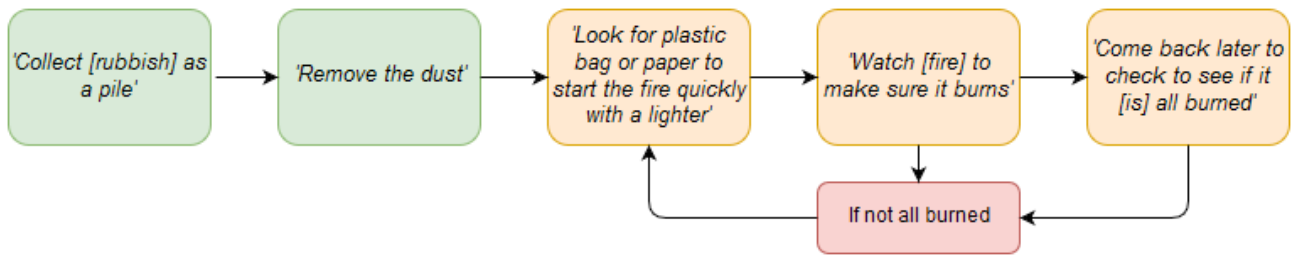 'Collect [rubbish] as
a pile'
'Remove the dust'
'Look for plastic
bag or paper to
start the fire quickly
with a lighter'
'Watch [fire] to
make sure it burns'
'Come back later to
check to see if it
[is] all burned'
If not all burned